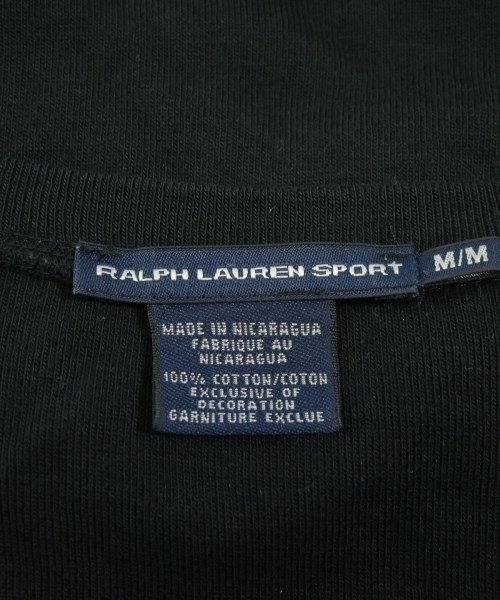 RALPH LAUREN SPORT
M/M
MADE IN NICARAGUA
FABRIQUE AU
NICARAGUA
100% COTTON/COTON
EXCLUSIVE OF
DECORATION
GARNITURE EXCLUE